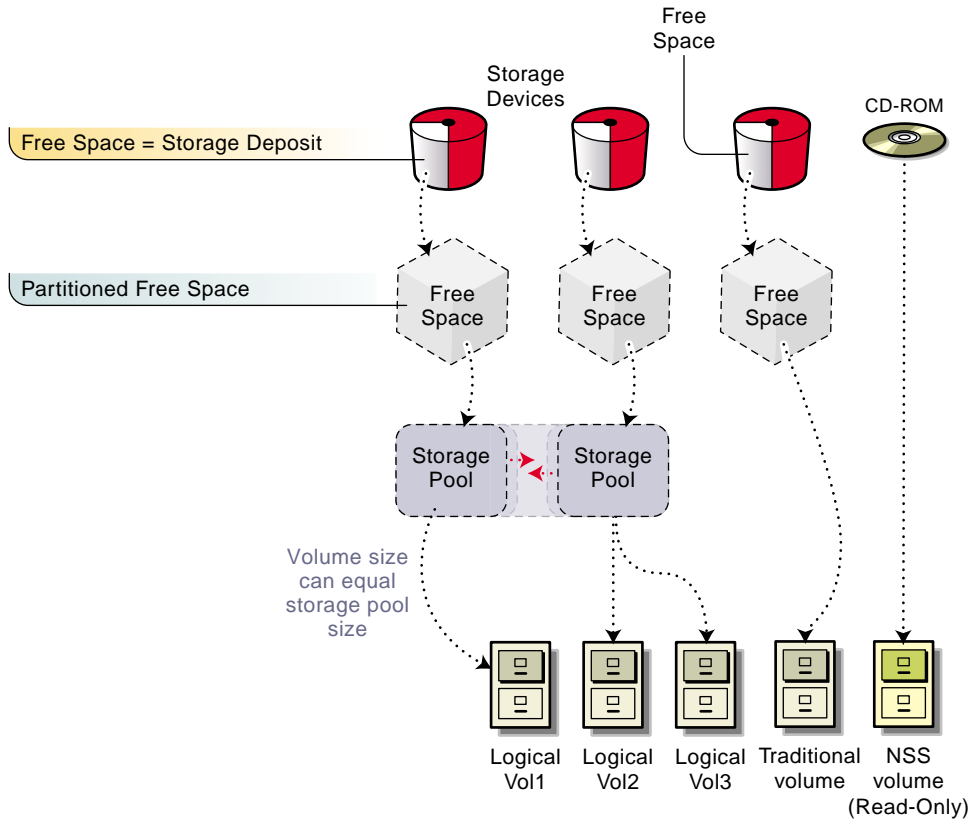 Free
Space
Storage
Devices
CD-ROM
Free Space = Storage Deposit
Partitioned Free Space
Free
Space
Free
Space
Free
Space
Storage
Pool
Storage
Pool
Volume size
can equal
storage pool
size
Logical
Vol1
Logical
Vol2
Logical
Vol3
Traditional
volume
NSS
volume
(Read-Only)